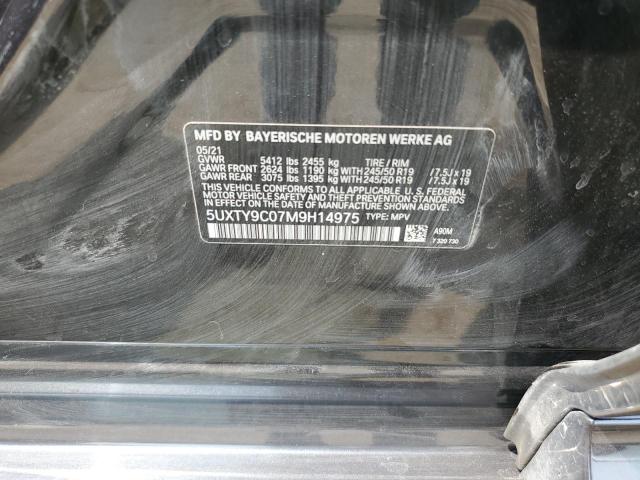 MFD BY BAYERISCHE MOTOREN WERKE AG
05/21
GVWR 5412 lbs 2455 kg TIRE / RIM
GAWR FRONT 2624 lbs 1190 kg WITH 245/50 R19 / 7.5J x 19
GAWR REAR 3075 lbs 1395 kg WITH 245/50 R19 / 7.5J x 19
THIS VEHICLE CONFORMS TO ALL APPLICABLE U.S. FEDERAL
MOTOR VEHICLE SAFETY AND THEFT PREVENTION STANDARDS IN
EFFECT ON THE DATE OF MANUFACTURE SHOWN ABOVE.
5UXTY9C07M9H14975 TYPE: MPV
A90M
7 320 730